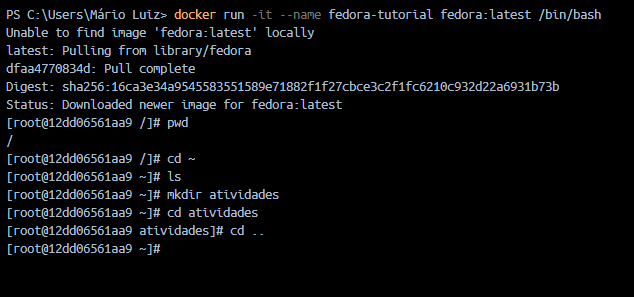 PS C:\Users\Mário Luiz> docker run -it --name fedora-tutorial fedora:latest /bin/bash
Unable to find image 'fedora:latest' locally
latest: Pulling from library/fedora
dfaa4770834d: Pull complete
Digest: sha256:16ca3e34a9545583551589e71882f1f27cbce3c2f1fc6210c932d22a6931b73b
Status: Downloaded newer image for fedora:latest
[root@12dd06561aa9 /]# pwd
/
[root@12dd06561aa9 /]# cd ~
[root@12dd06561aa9 ~]# ls
[root@12dd06561aa9 ~]# mkdir atividades
[root@12dd06561aa9 ~]# cd atividades
[root@12dd06561aa9 atividades]# cd ..
[root@12dd06561aa9 ~]#